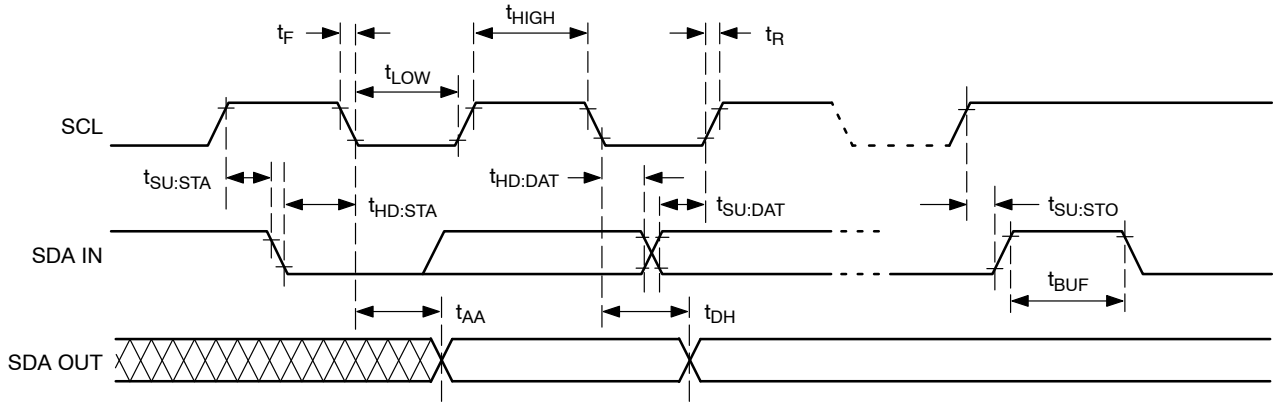 tF
tHIGH
tR
tLOW
SCL
tSU:STA
tHD:STA
tHD:DAT
tSU:DAT
tSU:STO
SDA IN
tBUF
tAA
tDH
SDA OUT